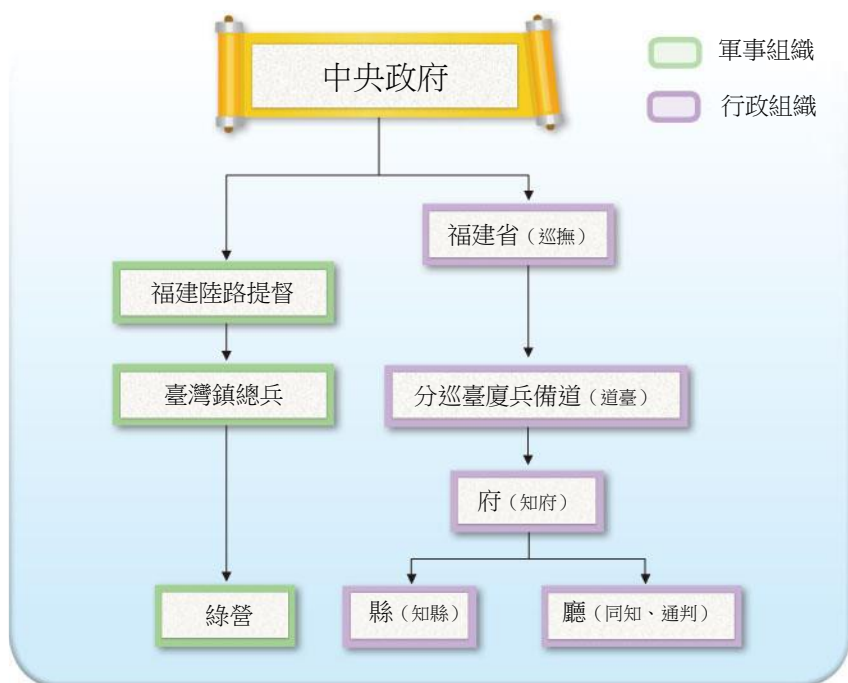 中央政府
軍事組織
行政組織
福建省（巡撫）
福建陸路提督
臺灣鎮總兵
分巡臺廈兵備道（道臺）
府（知府）
綠營
縣（知縣）
廳（同知、通判）